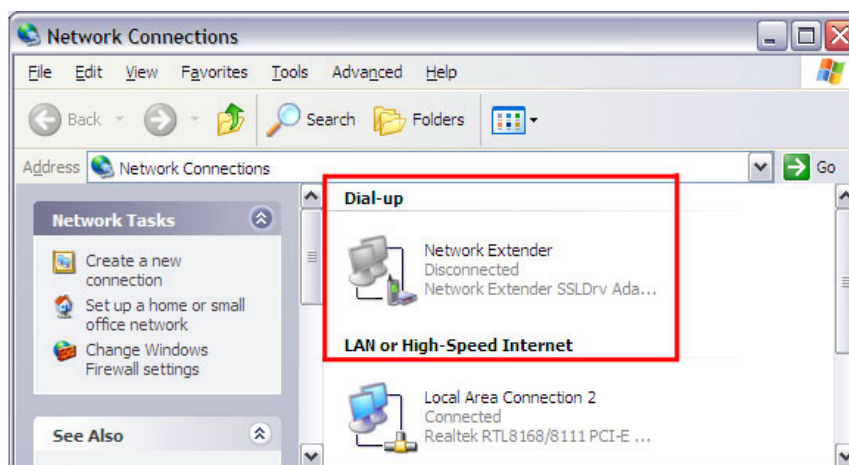 Network Connections
File Edit View Favorites Tools Advanced Help
Back Search Folders
Address Network Connections Go
Network Tasks
Create a new
connection
Set up a home or small
office network
Change Windows
Firewall settings
See Also
Dial-up
Network Extender
Disconnected
Network Extender SSLDrv Ada...
LAN or High-Speed Internet
Local Area Connection 2
Connected
Realtek RTL8168/8111 PCI-E ...